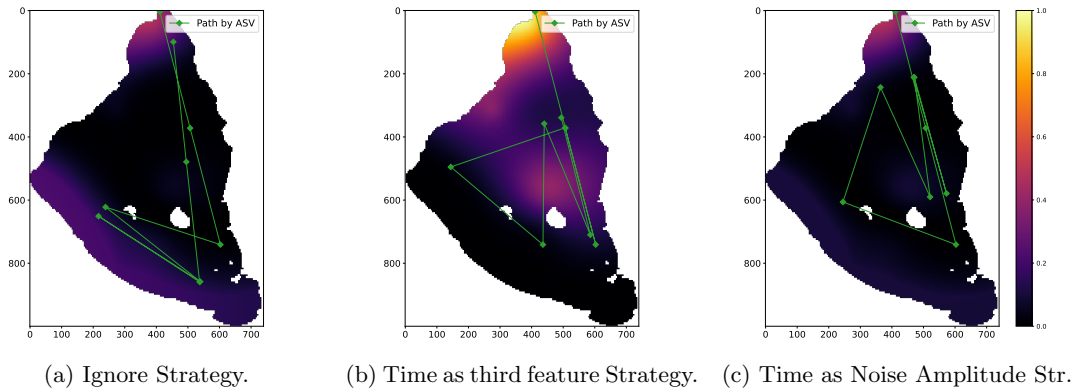 Path by ASV
Path by ASV
Path by ASV
0
200
400
600
800
0 100 200 300 400 500 600 700
0
200
400
600
800
0 100 200 300 400 500 600 700
0
200
400
600
800
0 100 200 300 400 500 600 700
1.0
0.8
0.6
0.4
0.2
0.0
(a) Ignore Strategy.
(b) Time as third feature Strategy.
(c) Time as Noise Amplitude Str.